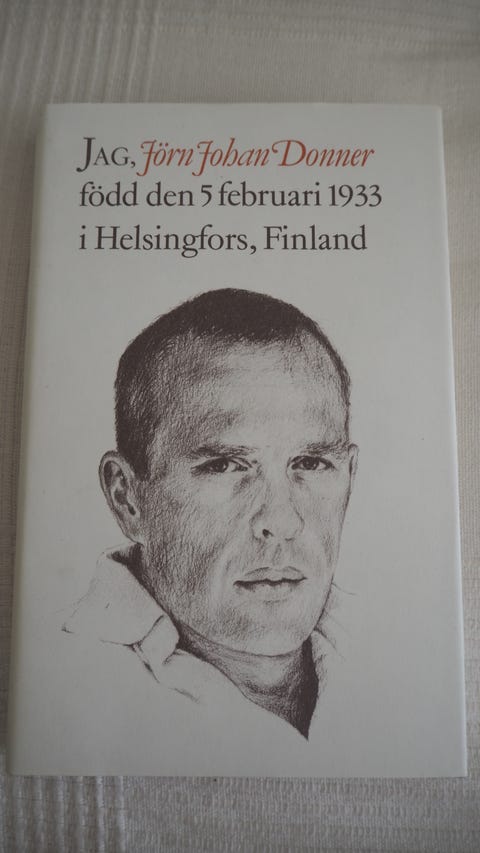 JAG, Jörn Johan Donner
född den 5 februari 1933
i Helsingfors, Finland